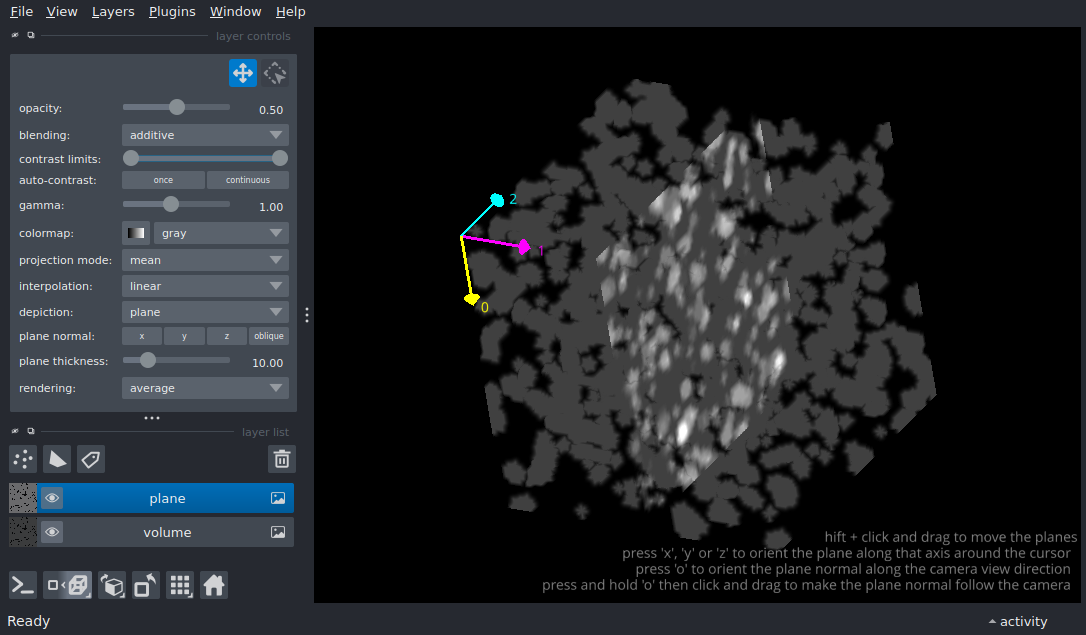 File View Layers Plugins Window Help
layer controls
opacity: 0.50
blending: additive
contrast limits:
auto-contrast: once continuous
gamma: 1.00
colormap: gray
projection mode: mean
interpolation: linear
depiction: plane
plane normal: x y z oblique
plane thickness: 10.00
rendering: average
layer list
plane
volume
2
1
0
hift + click and drag to move the planes
press 'x', 'y' or 'z' to orient the plane along that axis around the cursor
press 'o' to orient the plane normal along the camera view direction
press and hold 'o' then click and drag to make the plane normal follow the camera
Ready activity